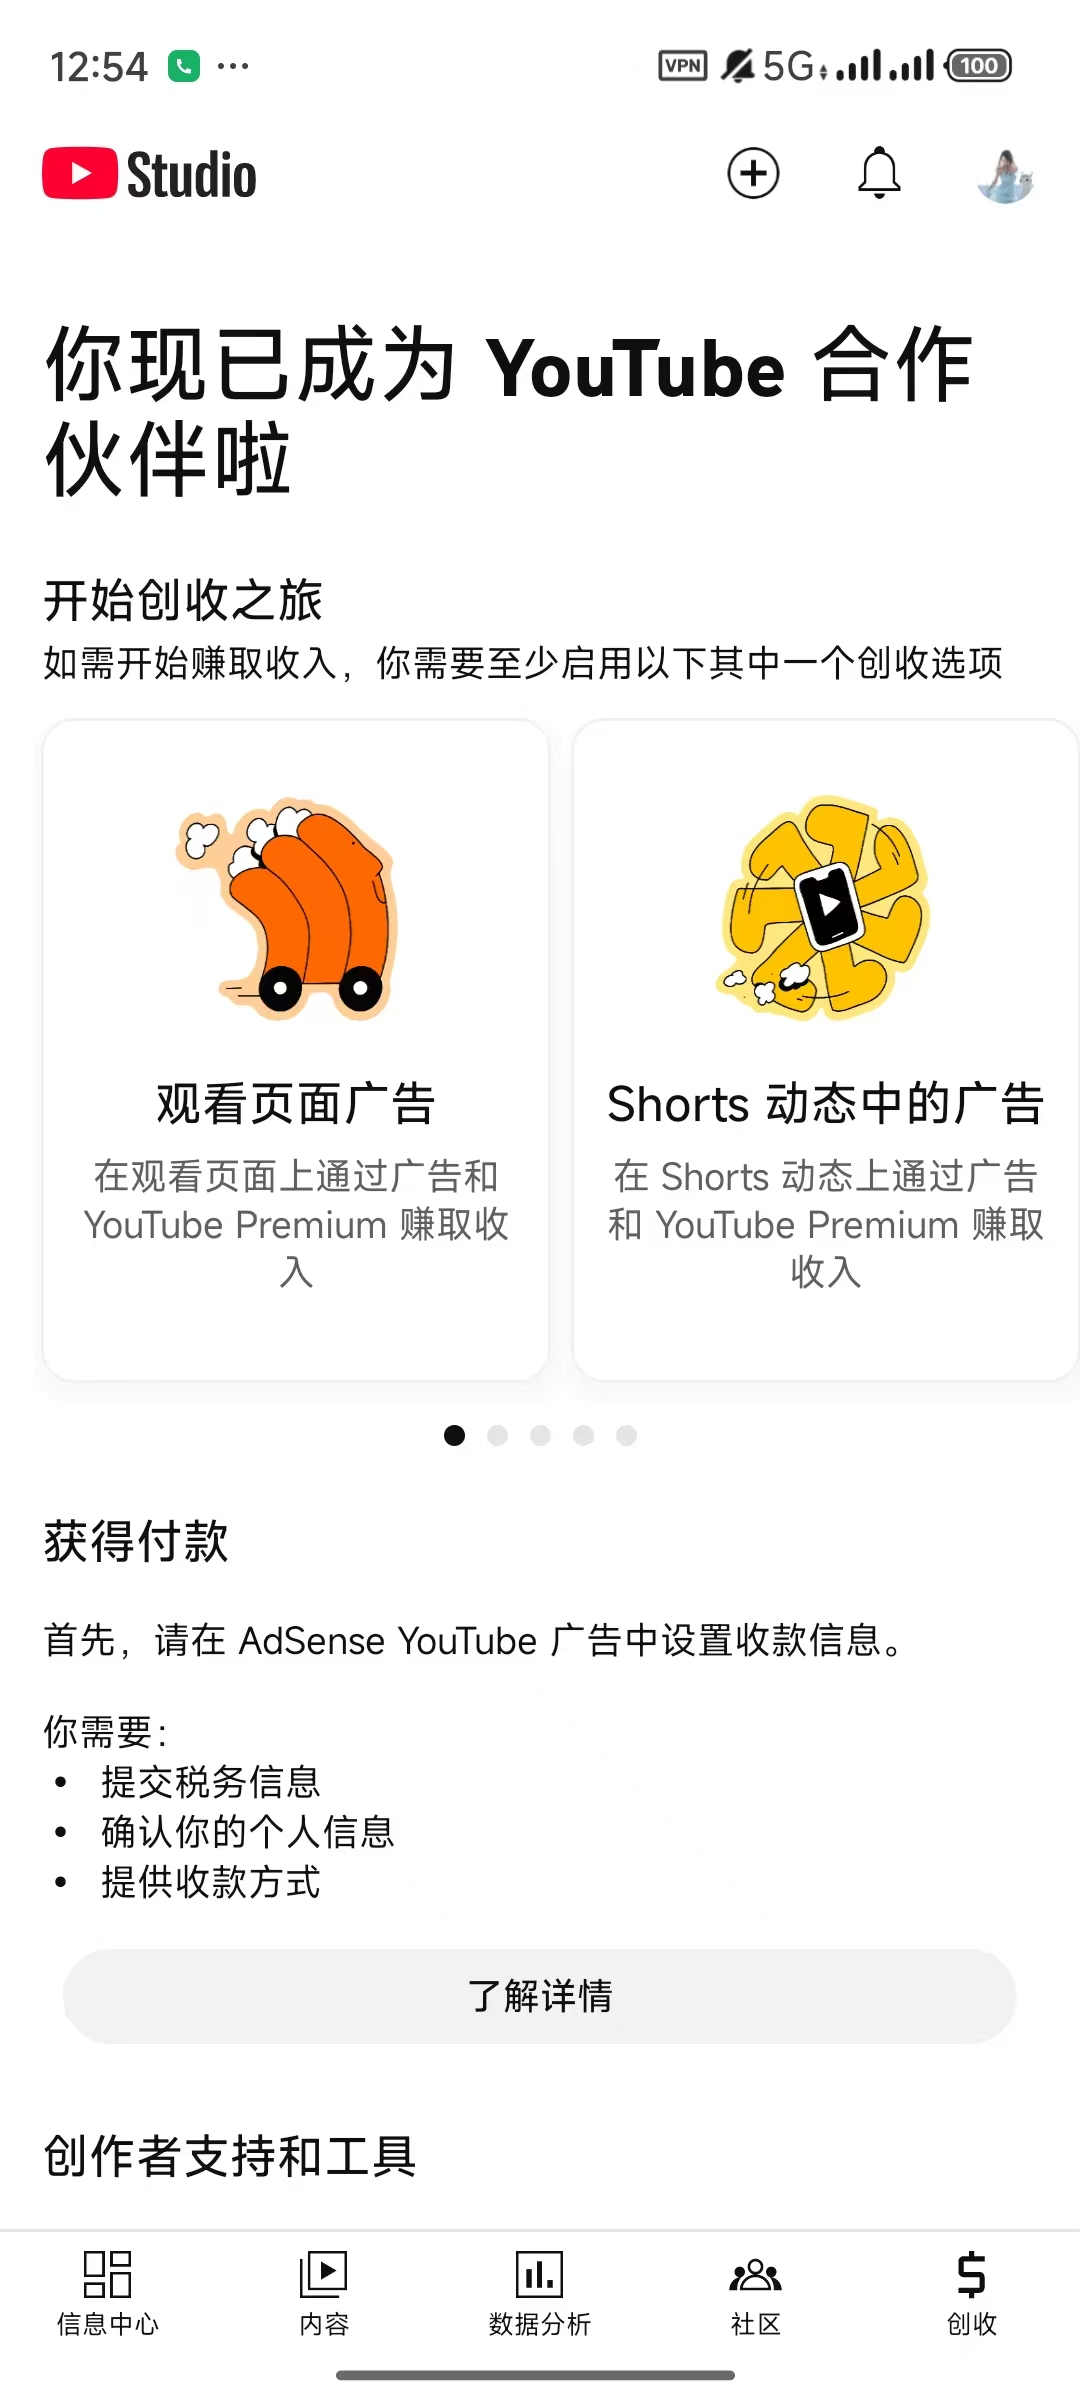 12:54
VPN 5G 100
Studio
你现已成为 YouTube 合作
伙伴啦
开始创收之旅
如需开始赚取收入，你需要至少启用以下其中一个创收选项
观看页面广告
在观看页面上通过广告和
YouTube Premium 赚取收
入
Shorts 动态中的广告
在 Shorts 动态上通过广告
和 YouTube Premium 赚取
收入
获得付款
首先，请在 AdSense YouTube 广告中设置收款信息。
你需要：
• 提交税务信息
• 确认你的个人信息
• 提供收款方式
了解详情
创作者支持和工具
信息中心
内容
数据分析
社区
创收